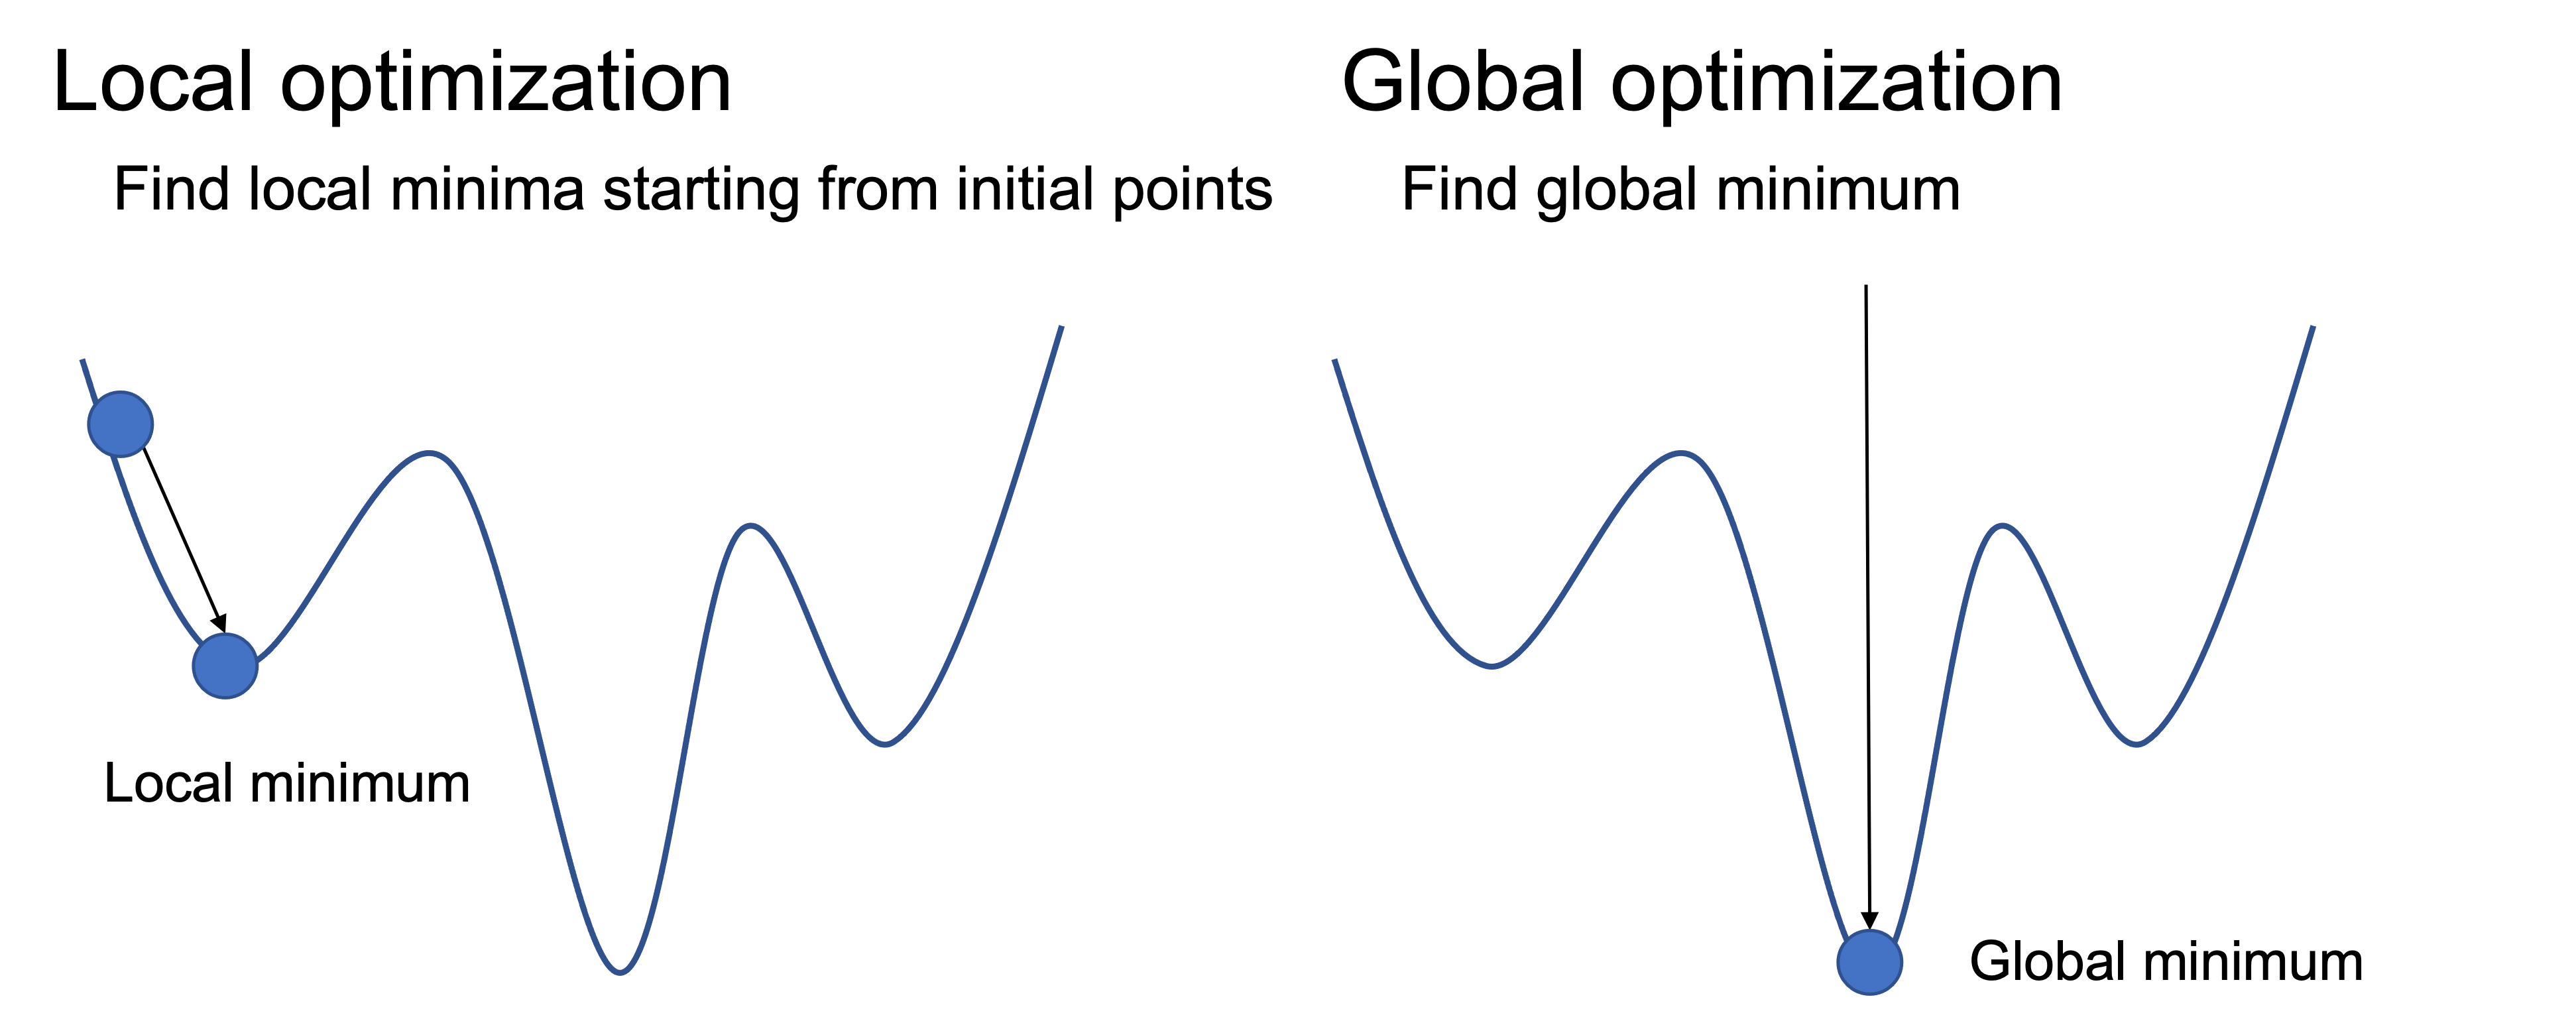 Local optimization
Find local minima starting from initial points
Local minimum
Global optimization
Find global minimum
Global minimum